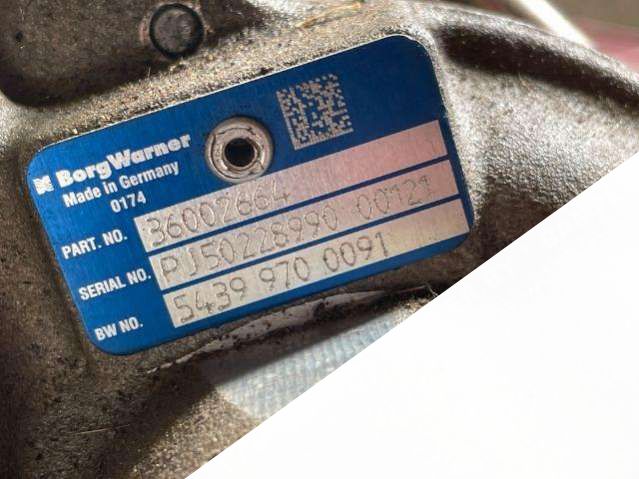 BorgWarner
Made in Germany
0174
PART. NO. 36002664
SERIAL NO. PJ50228990 00121
BW NO. 5439 970 0091